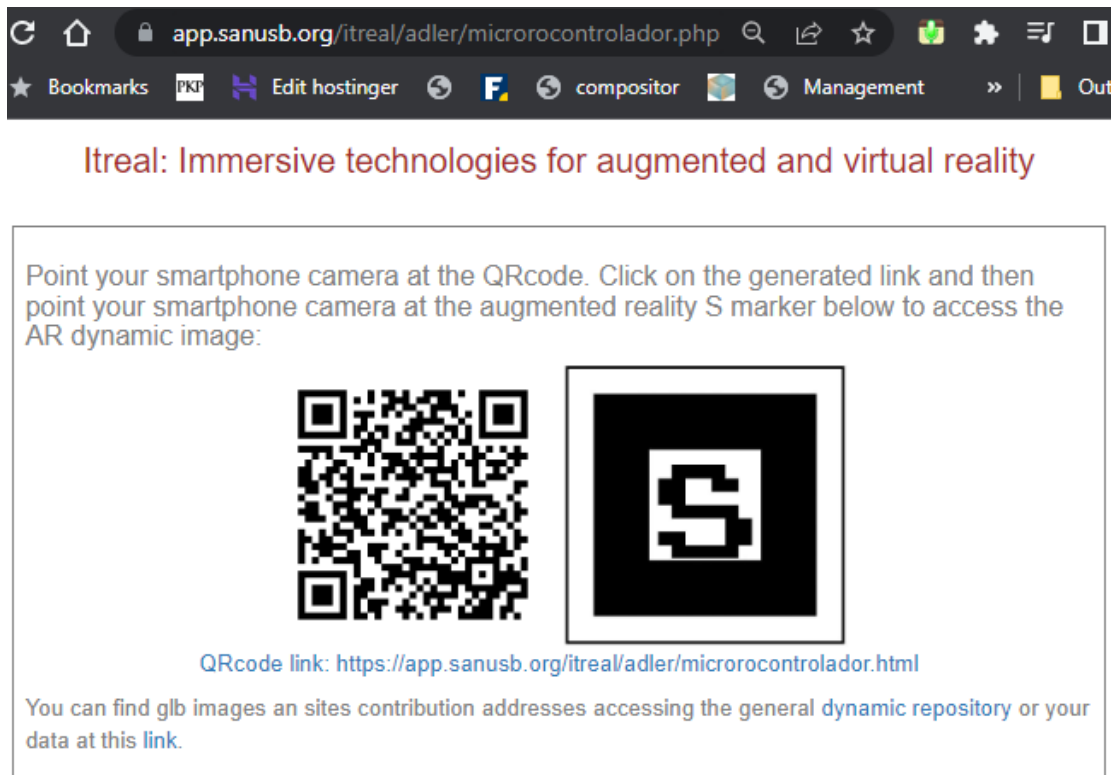 app.sanusb.org/itreal/adler/microrocontrolador.php
Bookmarks PKP Edit hostinger F compositor Management » Out
Itreal: Immersive technologies for augmented and virtual reality
Point your smartphone camera at the QRcode. Click on the generated link and then
point your smartphone camera at the augmented reality S marker below to access the
AR dynamic image:
S
QRcode link: https://app.sanusb.org/itreal/adler/microrocontrolador.html
You can find glb images an sites contribution addresses accessing the general dynamic repository or your
data at this link.